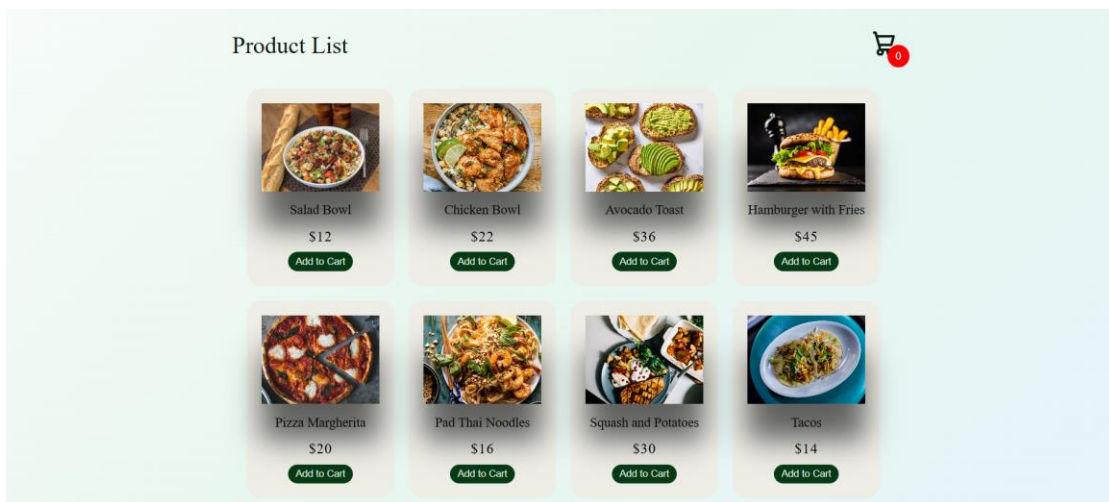 Product List
0
Salad Bowl
$12
Add to Cart
Chicken Bowl
$22
Add to Cart
Avocado Toast
$36
Add to Cart
Hamburger with Fries
$45
Add to Cart
Pizza Margherita
$20
Add to Cart
Pad Thai Noodles
$16
Add to Cart
Squash and Potatoes
$30
Add to Cart
Tacos
$14
Add to Cart